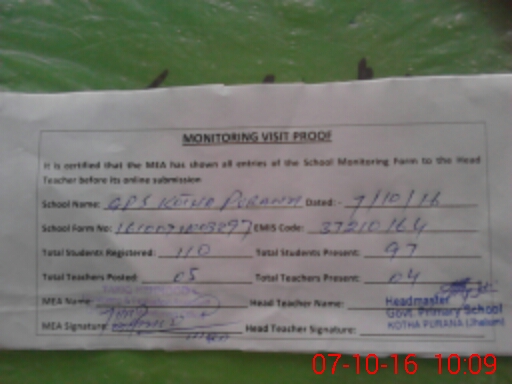 MONITORING VISIT PROOF
It is certified that the MEA has shown all entries of the School Monitoring Form to the Head
Teacher before its online submission
School Name: GPS KOTHA PURANA Dated: 7/10/16
School Form No: EMIS Code: 37210164
Total Students Registered: 110 Total Students Present: 97
Total Teachers Posted: 05 Total Teachers Present: 04
MEA Name: Head Teacher Name: Headmaster
Govt. Primary School
MEA Signature: Head Teacher Signature: KOTHA PURANA (Jhelum)
07-10-16 10:09